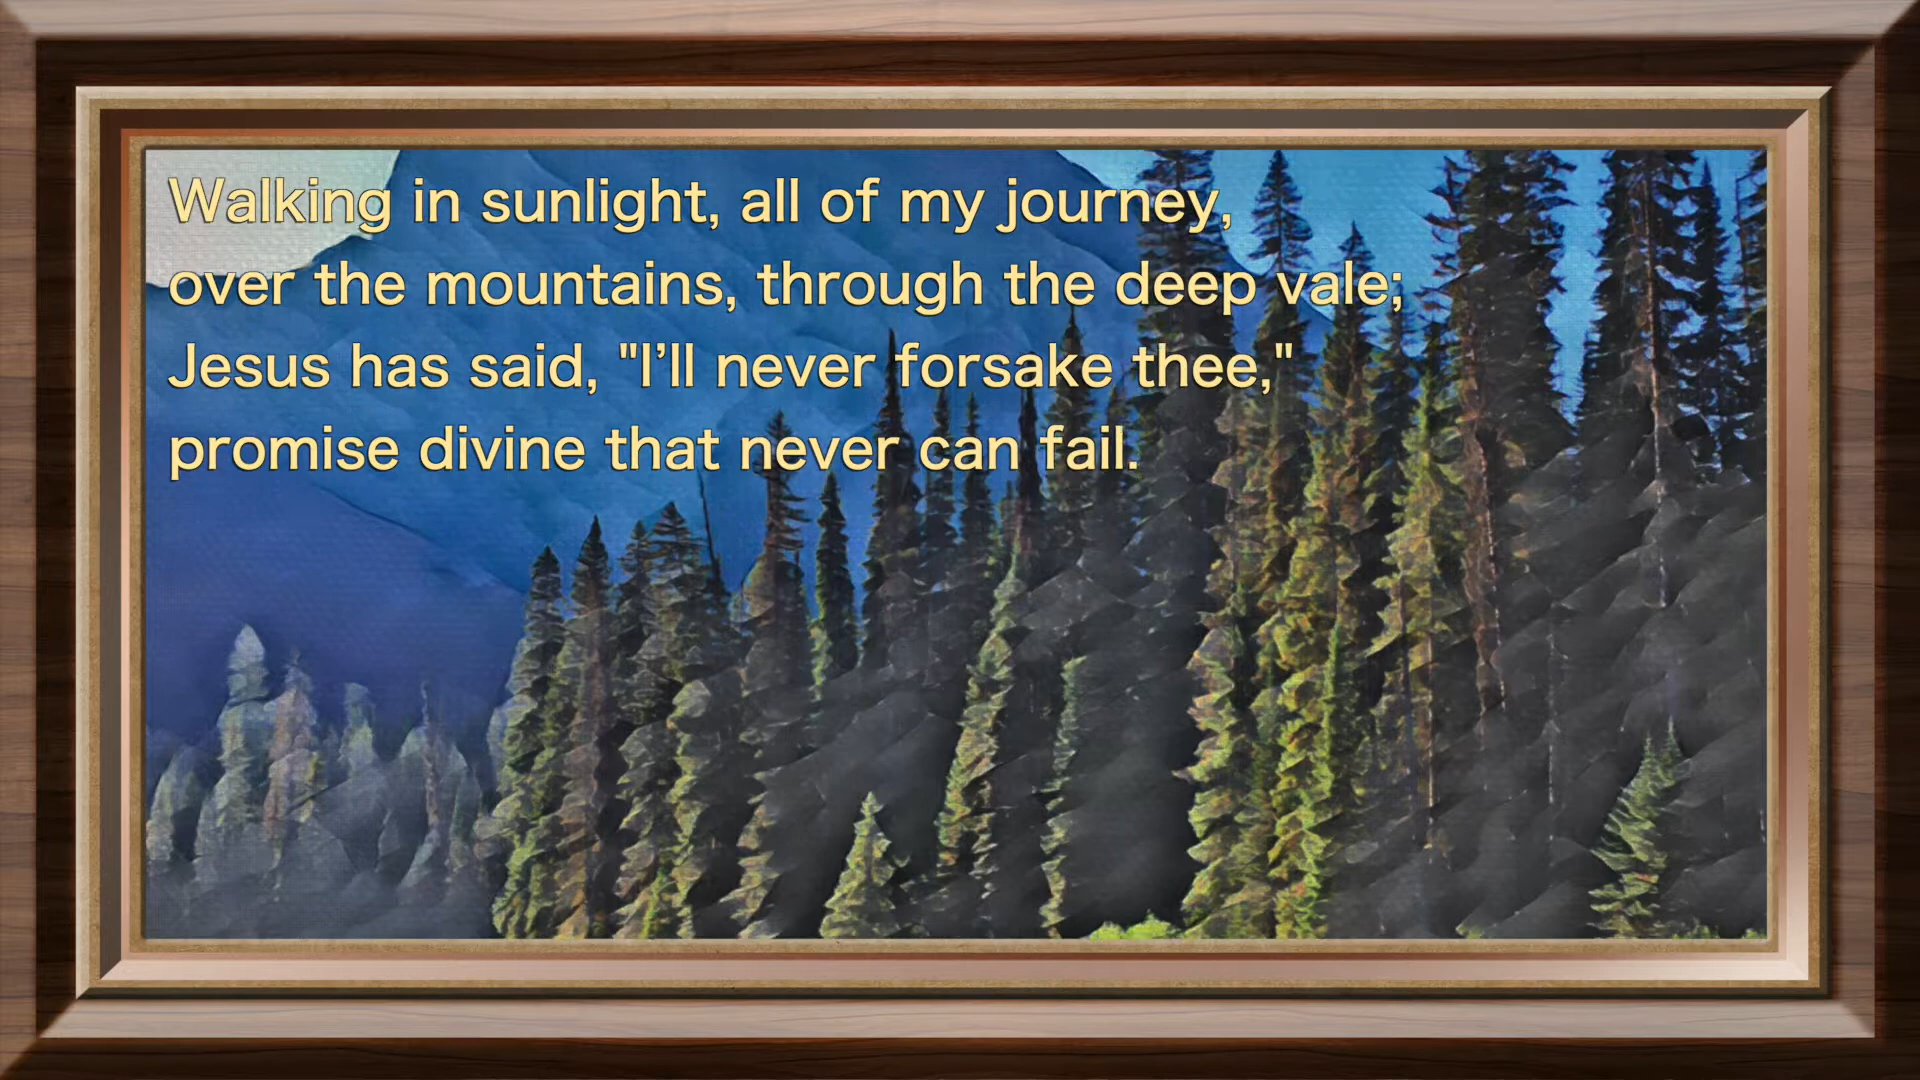 Walking in sunlight, all of my journey,
over the mountains, through the deep vale;
Jesus has said, "I’ll never forsake thee,"
promise divine that never can fail.